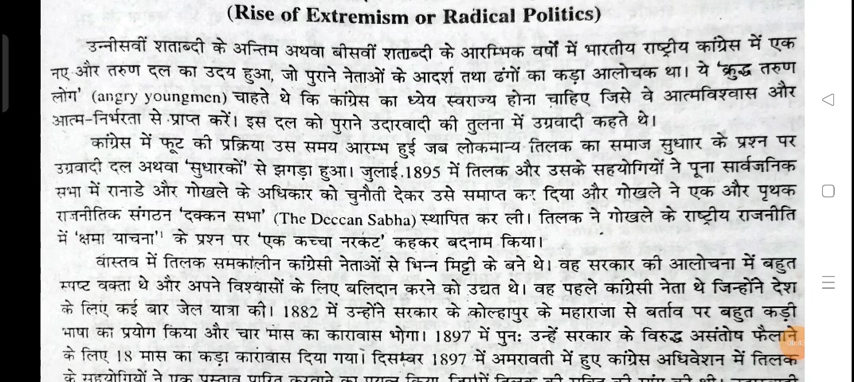 (Rise of Extremism or Radical Politics)
उन्नीसवीं शताब्दी के अन्तिम अथवा बीसवीं शताब्दी के आरम्भिक वर्षों में भारतीय राष्ट्रीय कांग्रेस में एक
नए और तरुण दल का उदय हुआ, जो पुराने नेताओं के आदर्श तथा ढंगों का कड़ा आलोचक था। ये 'क्रुद्ध तरुण
लोग' (angry youngmen) चाहते थे कि कांग्रेस का ध्येय स्वराज्य होना चाहिए जिसे वे आत्मविश्वास और
आत्म-निर्भरता से प्राप्त करें। इस दल को पुराने उदारवादी की तुलना में उग्रवादी कहते थे।
कांग्रेस में फूट की प्रक्रिया उस समय आरम्भ हुई जब लोकमान्य तिलक का समाज सुधार के प्रश्न पर
उग्रवादी दल अथवा 'सुधारकों' से झगड़ा हुआ। जुलाई 1895 में तिलक और उसके सहयोगियों ने पूना सार्वजनिक
सभा में रानाडे और गोखले के अधिकार को चुनौती देकर उसे समाप्त कर दिया और गोखले ने एक और पृथक
राजनीतिक संगठन 'दक्कन सभा' (The Deccan Sabha) स्थापित कर ली। तिलक ने गोखले के राष्ट्रीय राजनीति
में "क्षमा याचना"¹ के प्रश्न पर 'एक कच्चा नरकट' कहकर बदनाम किया।
वास्तव में तिलक समकालीन कांग्रेसी नेताओं से भिन्न मिट्टी के बने थे। वह सरकार की आलोचना में बहुत
स्पष्ट वक्ता थे और अपने विश्वासों के लिए बलिदान करने को उद्यत थे। वह पहले कांग्रेसी नेता थे जिन्होंने देश
के लिए कई बार जेल यात्रा की। 1882 में उन्होंने सरकार के कोल्हापुर के महाराजा से बर्ताव पर बहुत कड़ी
भाषा का प्रयोग किया और चार मास का कारावास भोगा। 1897 में पुनः उन्हें सरकार के विरुद्ध असंतोष फैलाने
के लिए 18 मास का कड़ा कारावास दिया गया। दिसम्बर 1897 में अमरावती में हुए कांग्रेस अधिवेशन में तिलक
के सहयोगियों ने एक प्रस्ताव पारित करवाने का प्रयत्न किया